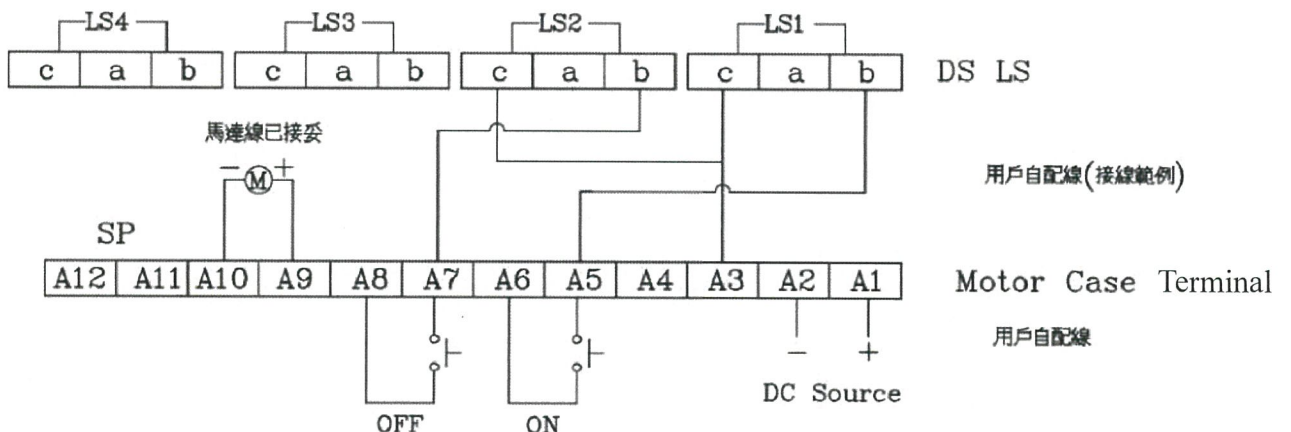 LS4 LS3 LS2 LS1
c a b c a b c a b c a b DS LS
馬達線已接妥
- M +
用戶自配線(接線範例)
SP
A12 A11 A10 A9 A8 A7 A6 A5 A4 A3 A2 A1 Motor Case Terminal
用戶自配線
- +
DC Source
OFF ON